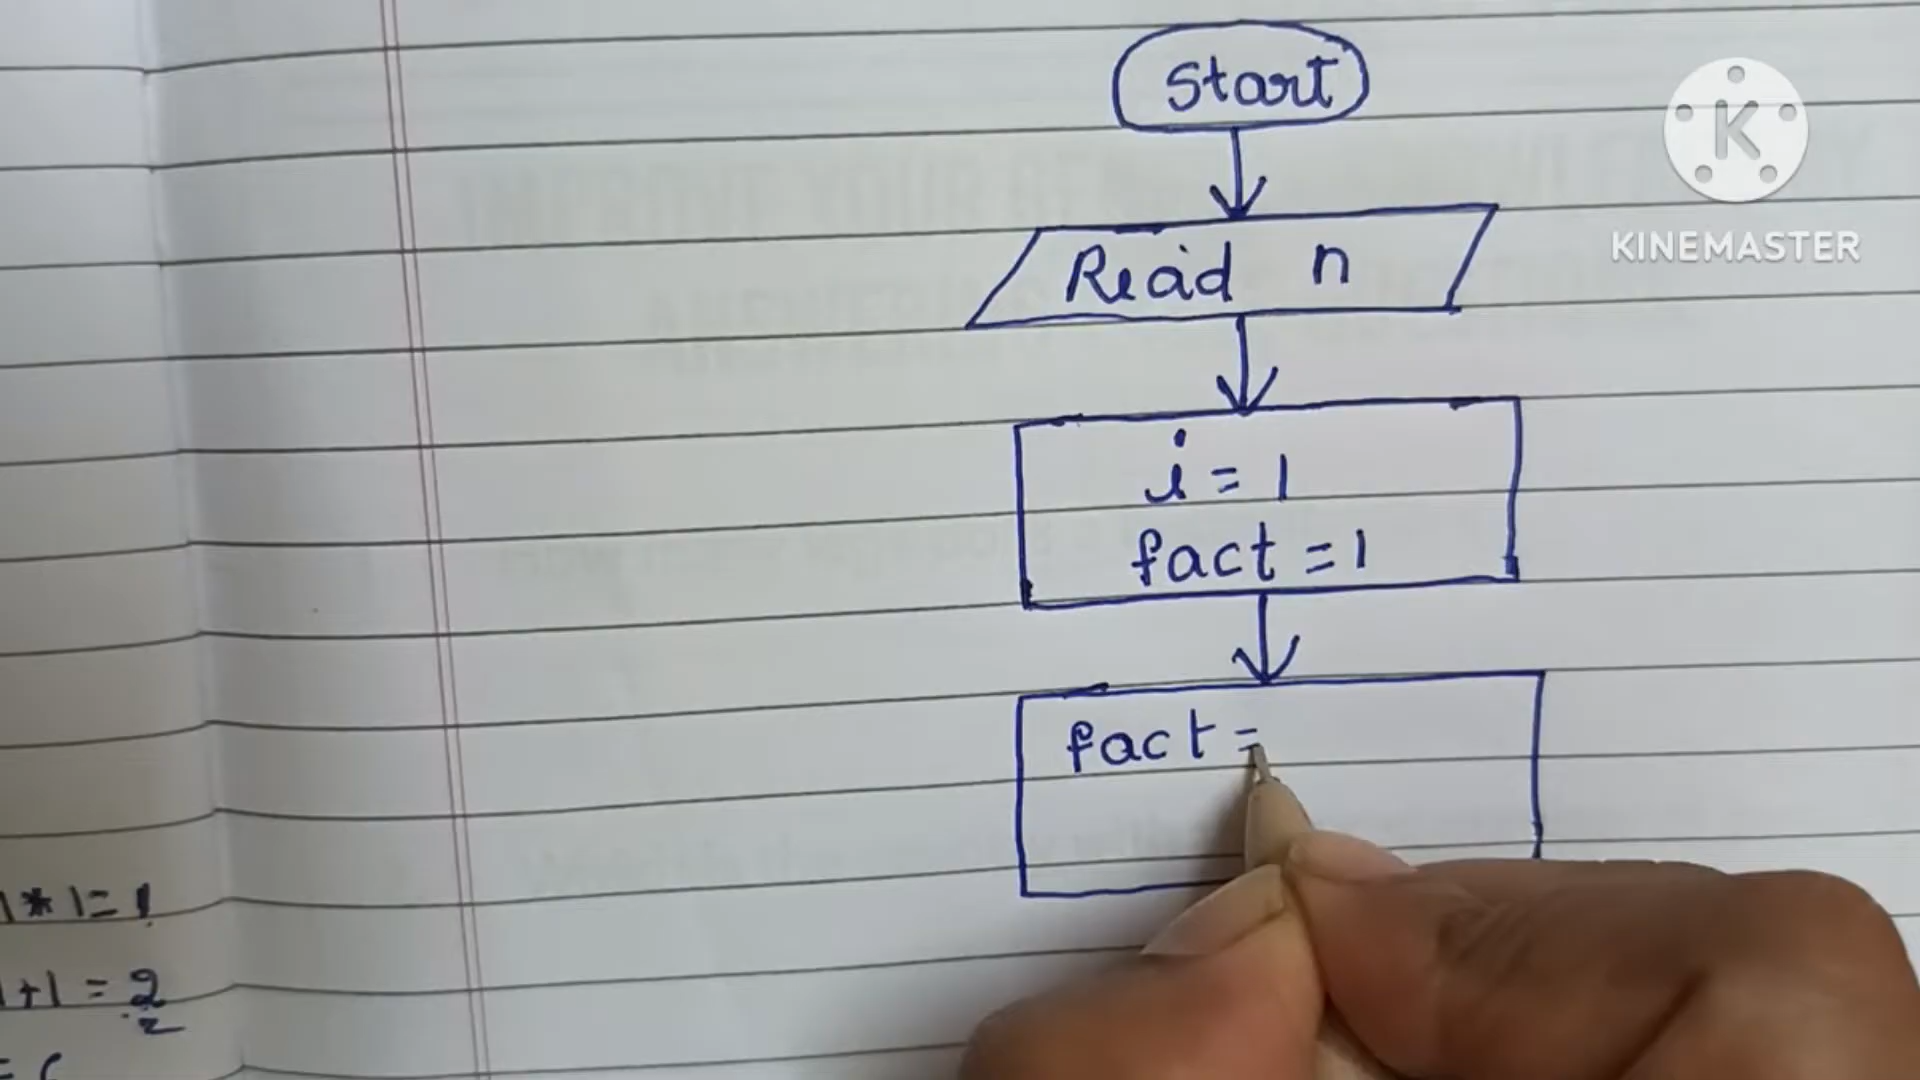 Start
Read n
i = 1
fact = 1
fact =
1 * 1 = 1
1 + 1 = 2
KINEMASTER